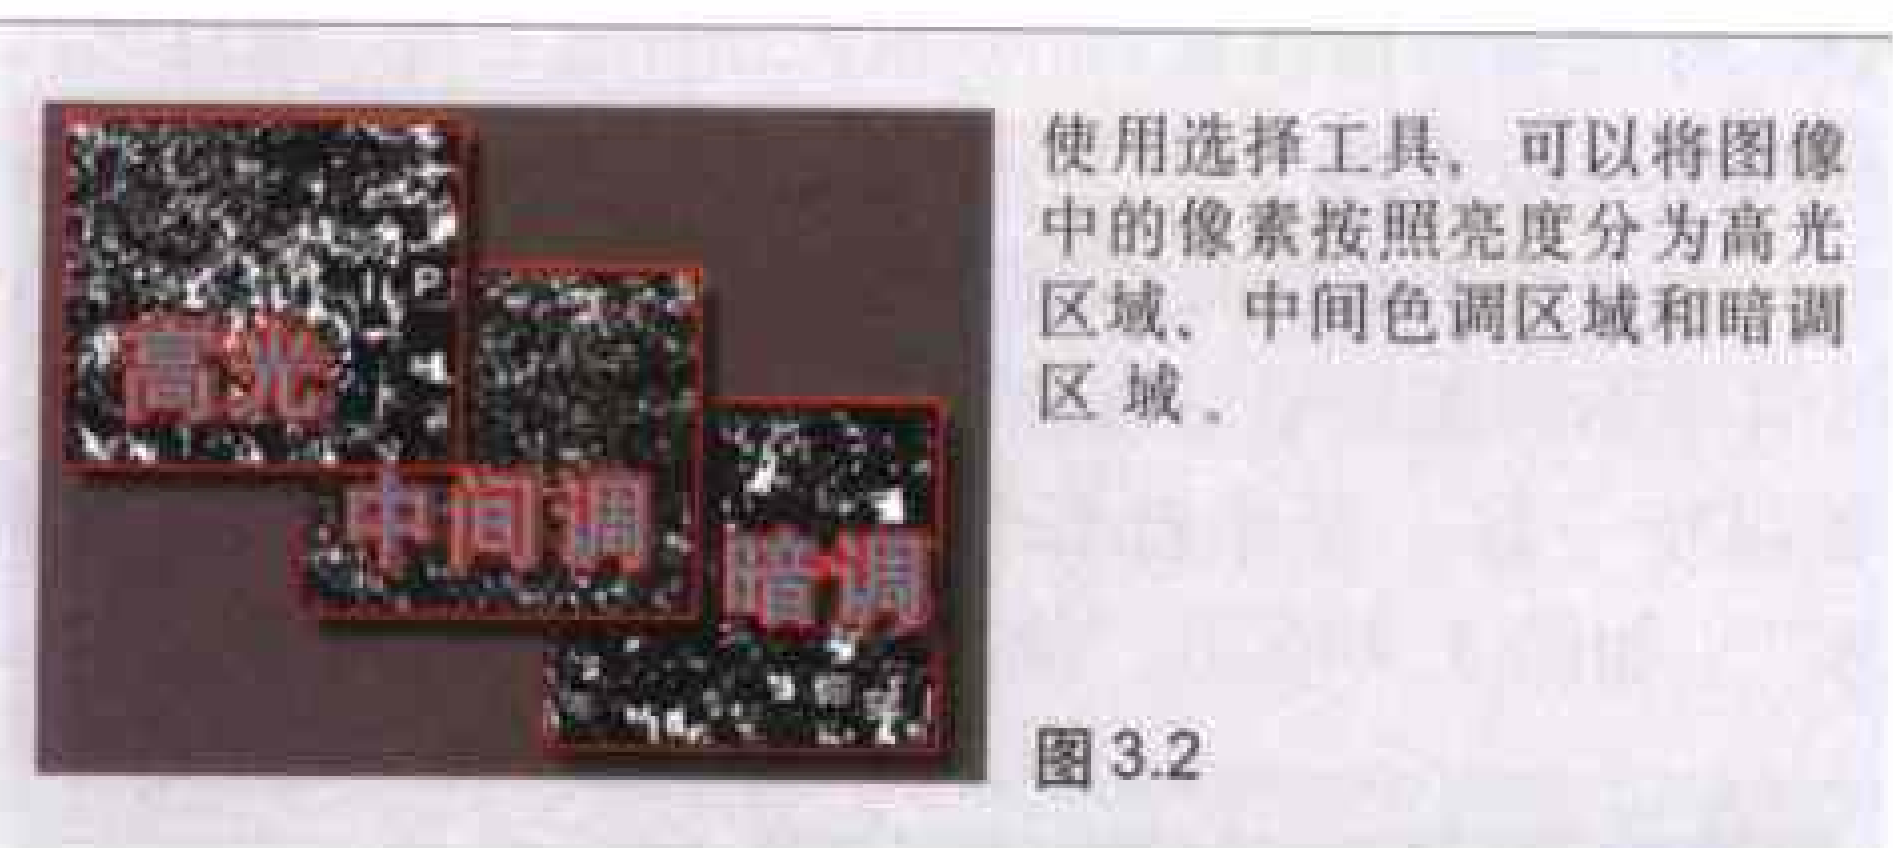 高光
中间调
暗调
使用选择工具，可以将图像
中的像素按照亮度分为高光
区域、中间色调区域和暗调
区域。
图 3.2